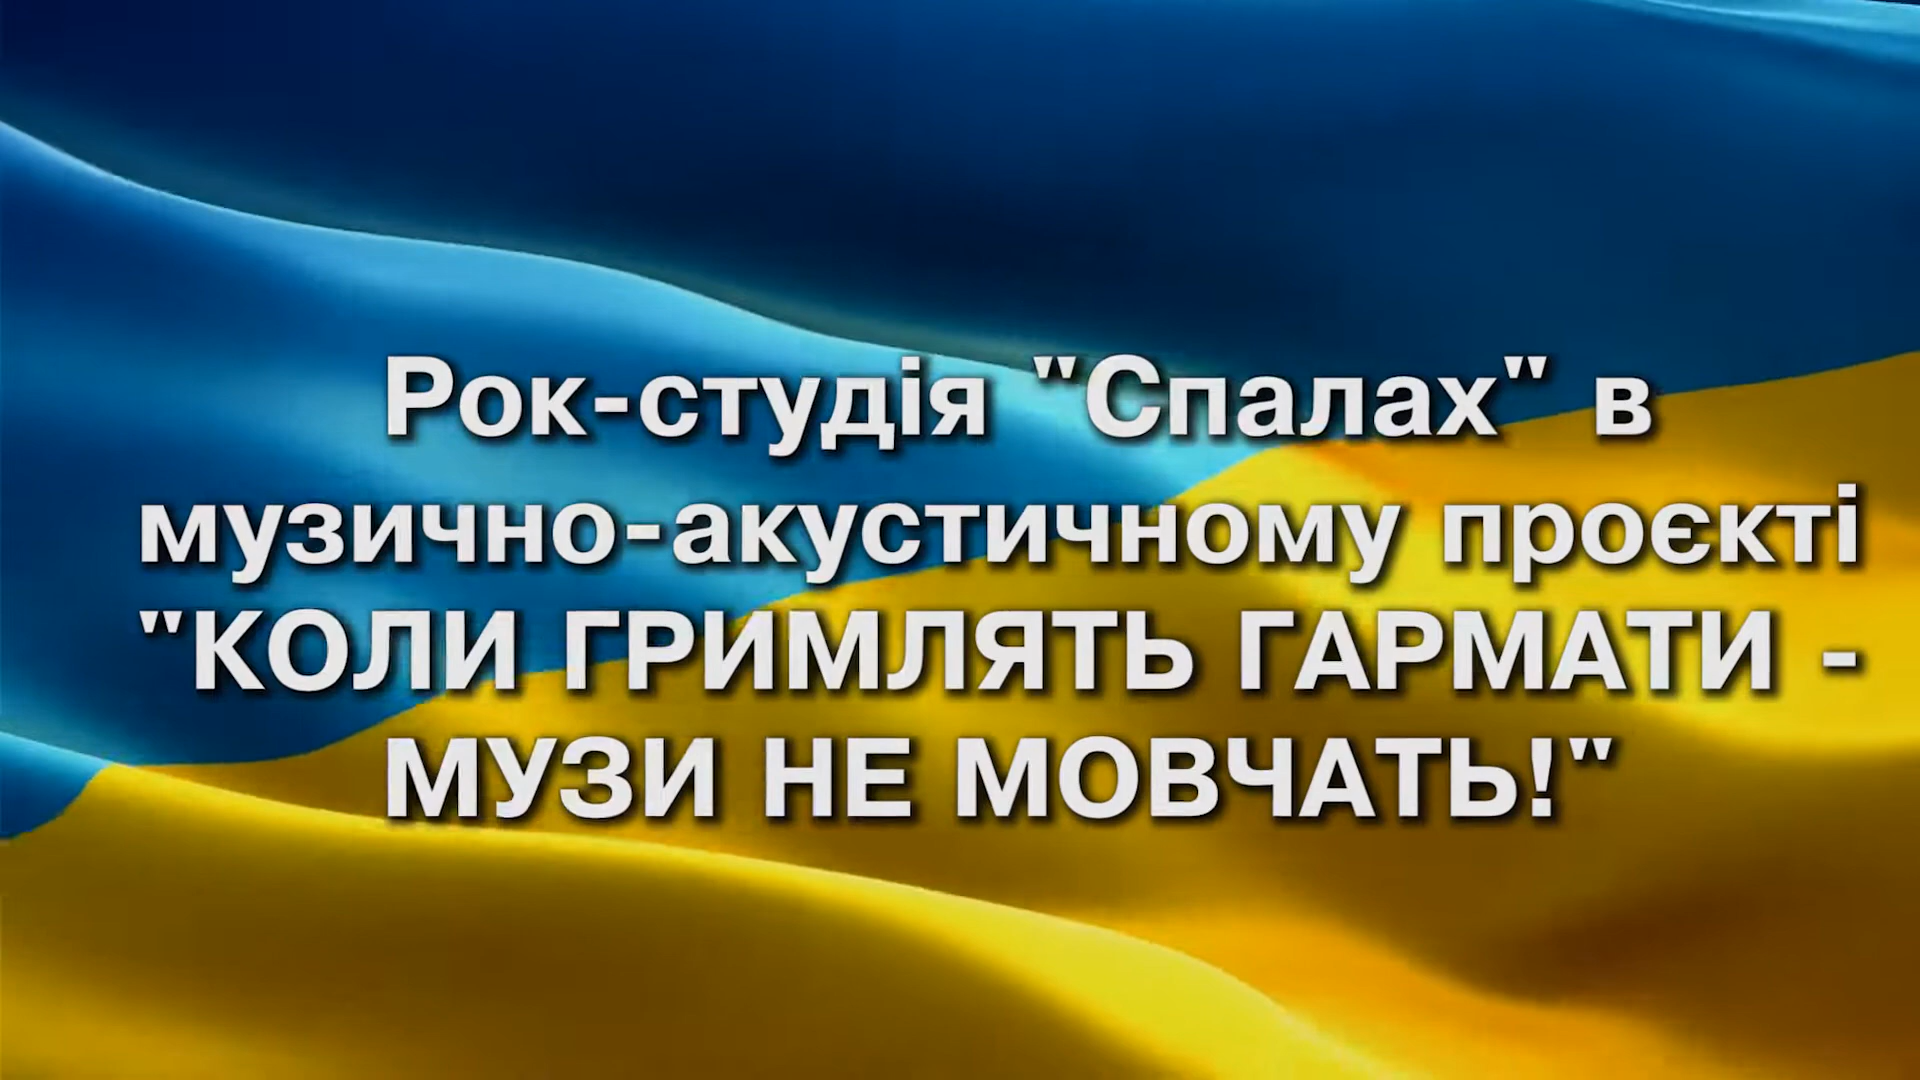 Рок-студія "Спалах" в
музично-акустичному проєкті
"КОЛИ ГРИМЛЯТЬ ГАРМАТИ -
МУЗИ НЕ МОВЧАТЬ!"